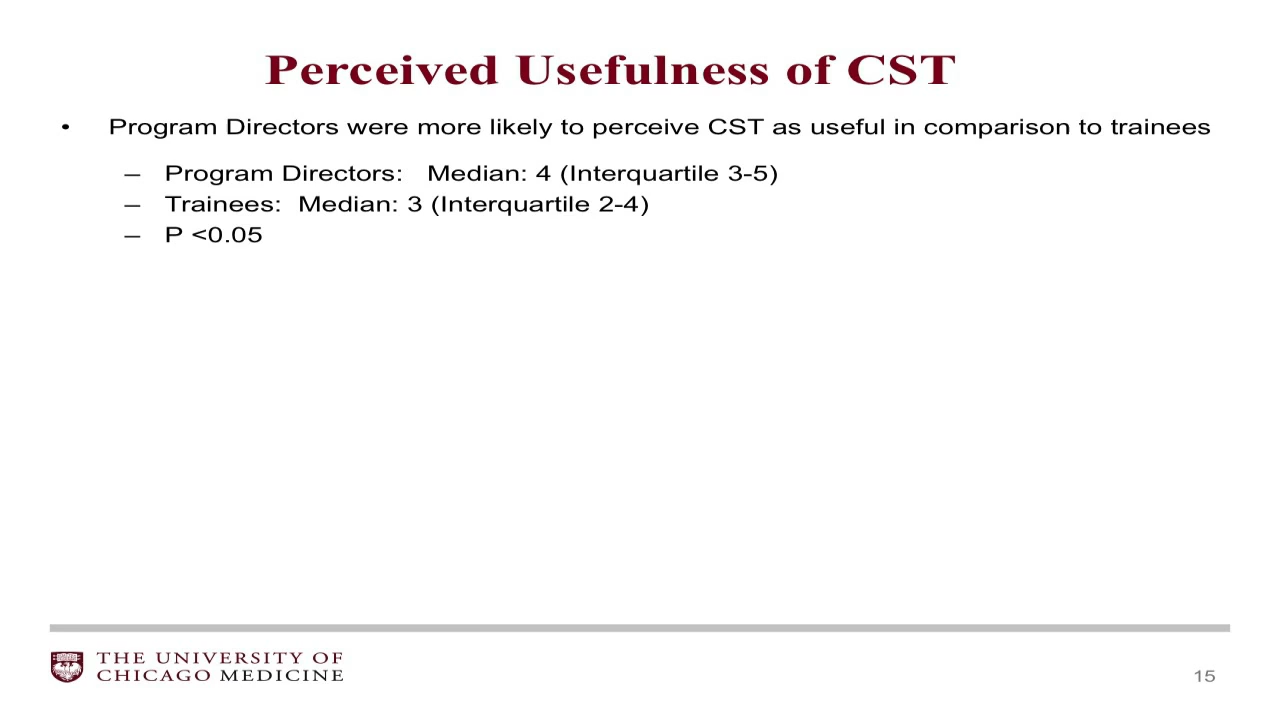 Perceived Usefulness of CST
• Program Directors were more likely to perceive CST as useful in comparison to trainees
– Program Directors: Median: 4 (Interquartile 3-5)
– Trainees: Median: 3 (Interquartile 2-4)
– P <0.05
THE UNIVERSITY OF
CHICAGO MEDICINE
15